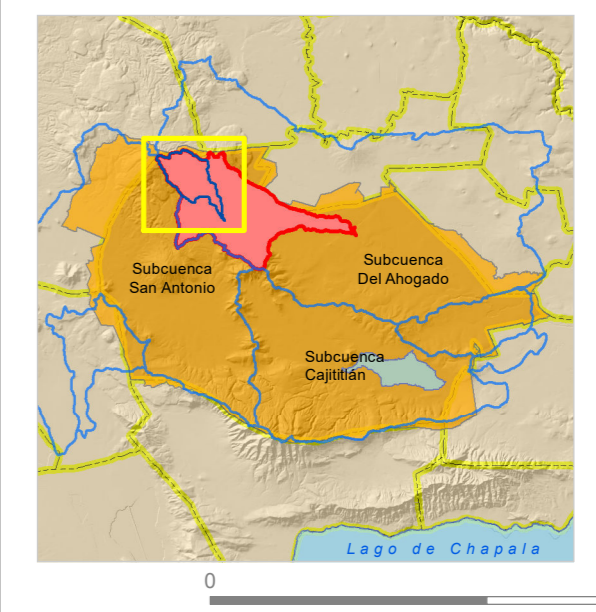 Subcuenca
San Antonio
Subcuenca
Del Ahogado
Subcuenca
Cajititlán
Lago de Chapala
0